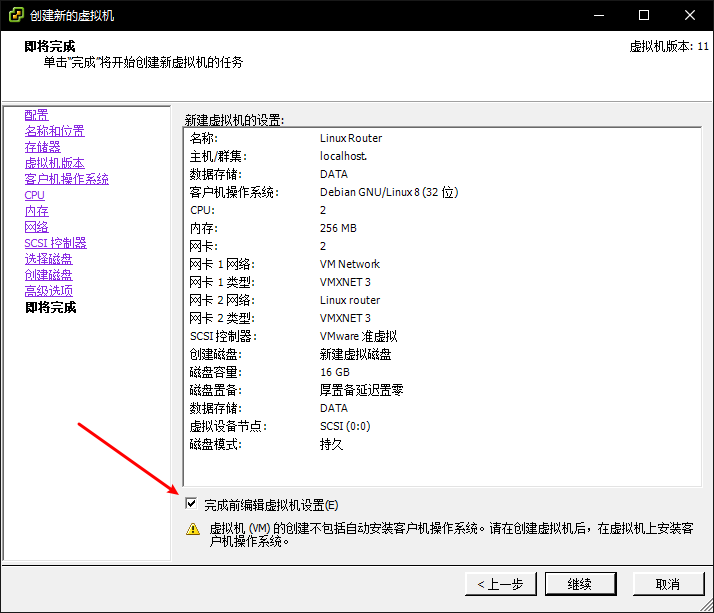 创建新的虚拟机
即将完成
单击"完成"将开始创建新虚拟机的任务
虚拟机版本: 11
配置
名称和位置
存储器
虚拟机版本
客户机操作系统
CPU
内存
网络
SCSI 控制器
选择磁盘
创建磁盘
高级选项
即将完成
新建虚拟机的设置:
名称: Linux Router
主机/群集: localhost.
数据存储: DATA
客户机操作系统: Debian GNU/Linux 8 (32 位)
CPU: 2
内存: 256 MB
网卡: 2
网卡 1 网络: VM Network
网卡 1 类型: VMXNET 3
网卡 2 网络: Linux router
网卡 2 类型: VMXNET 3
SCSI 控制器: VMware 准虚拟
创建磁盘: 新建虚拟磁盘
磁盘容量: 16 GB
磁盘置备: 厚置备延迟置零
数据存储: DATA
虚拟设备节点: SCSI (0:0)
磁盘模式: 持久
完成前编辑虚拟机设置(E)
虚拟机 (VM) 的创建不包括自动安装客户机操作系统。请在创建虚拟机后，在虚拟机上安装客
户机操作系统。
< 上一步
继续
取消